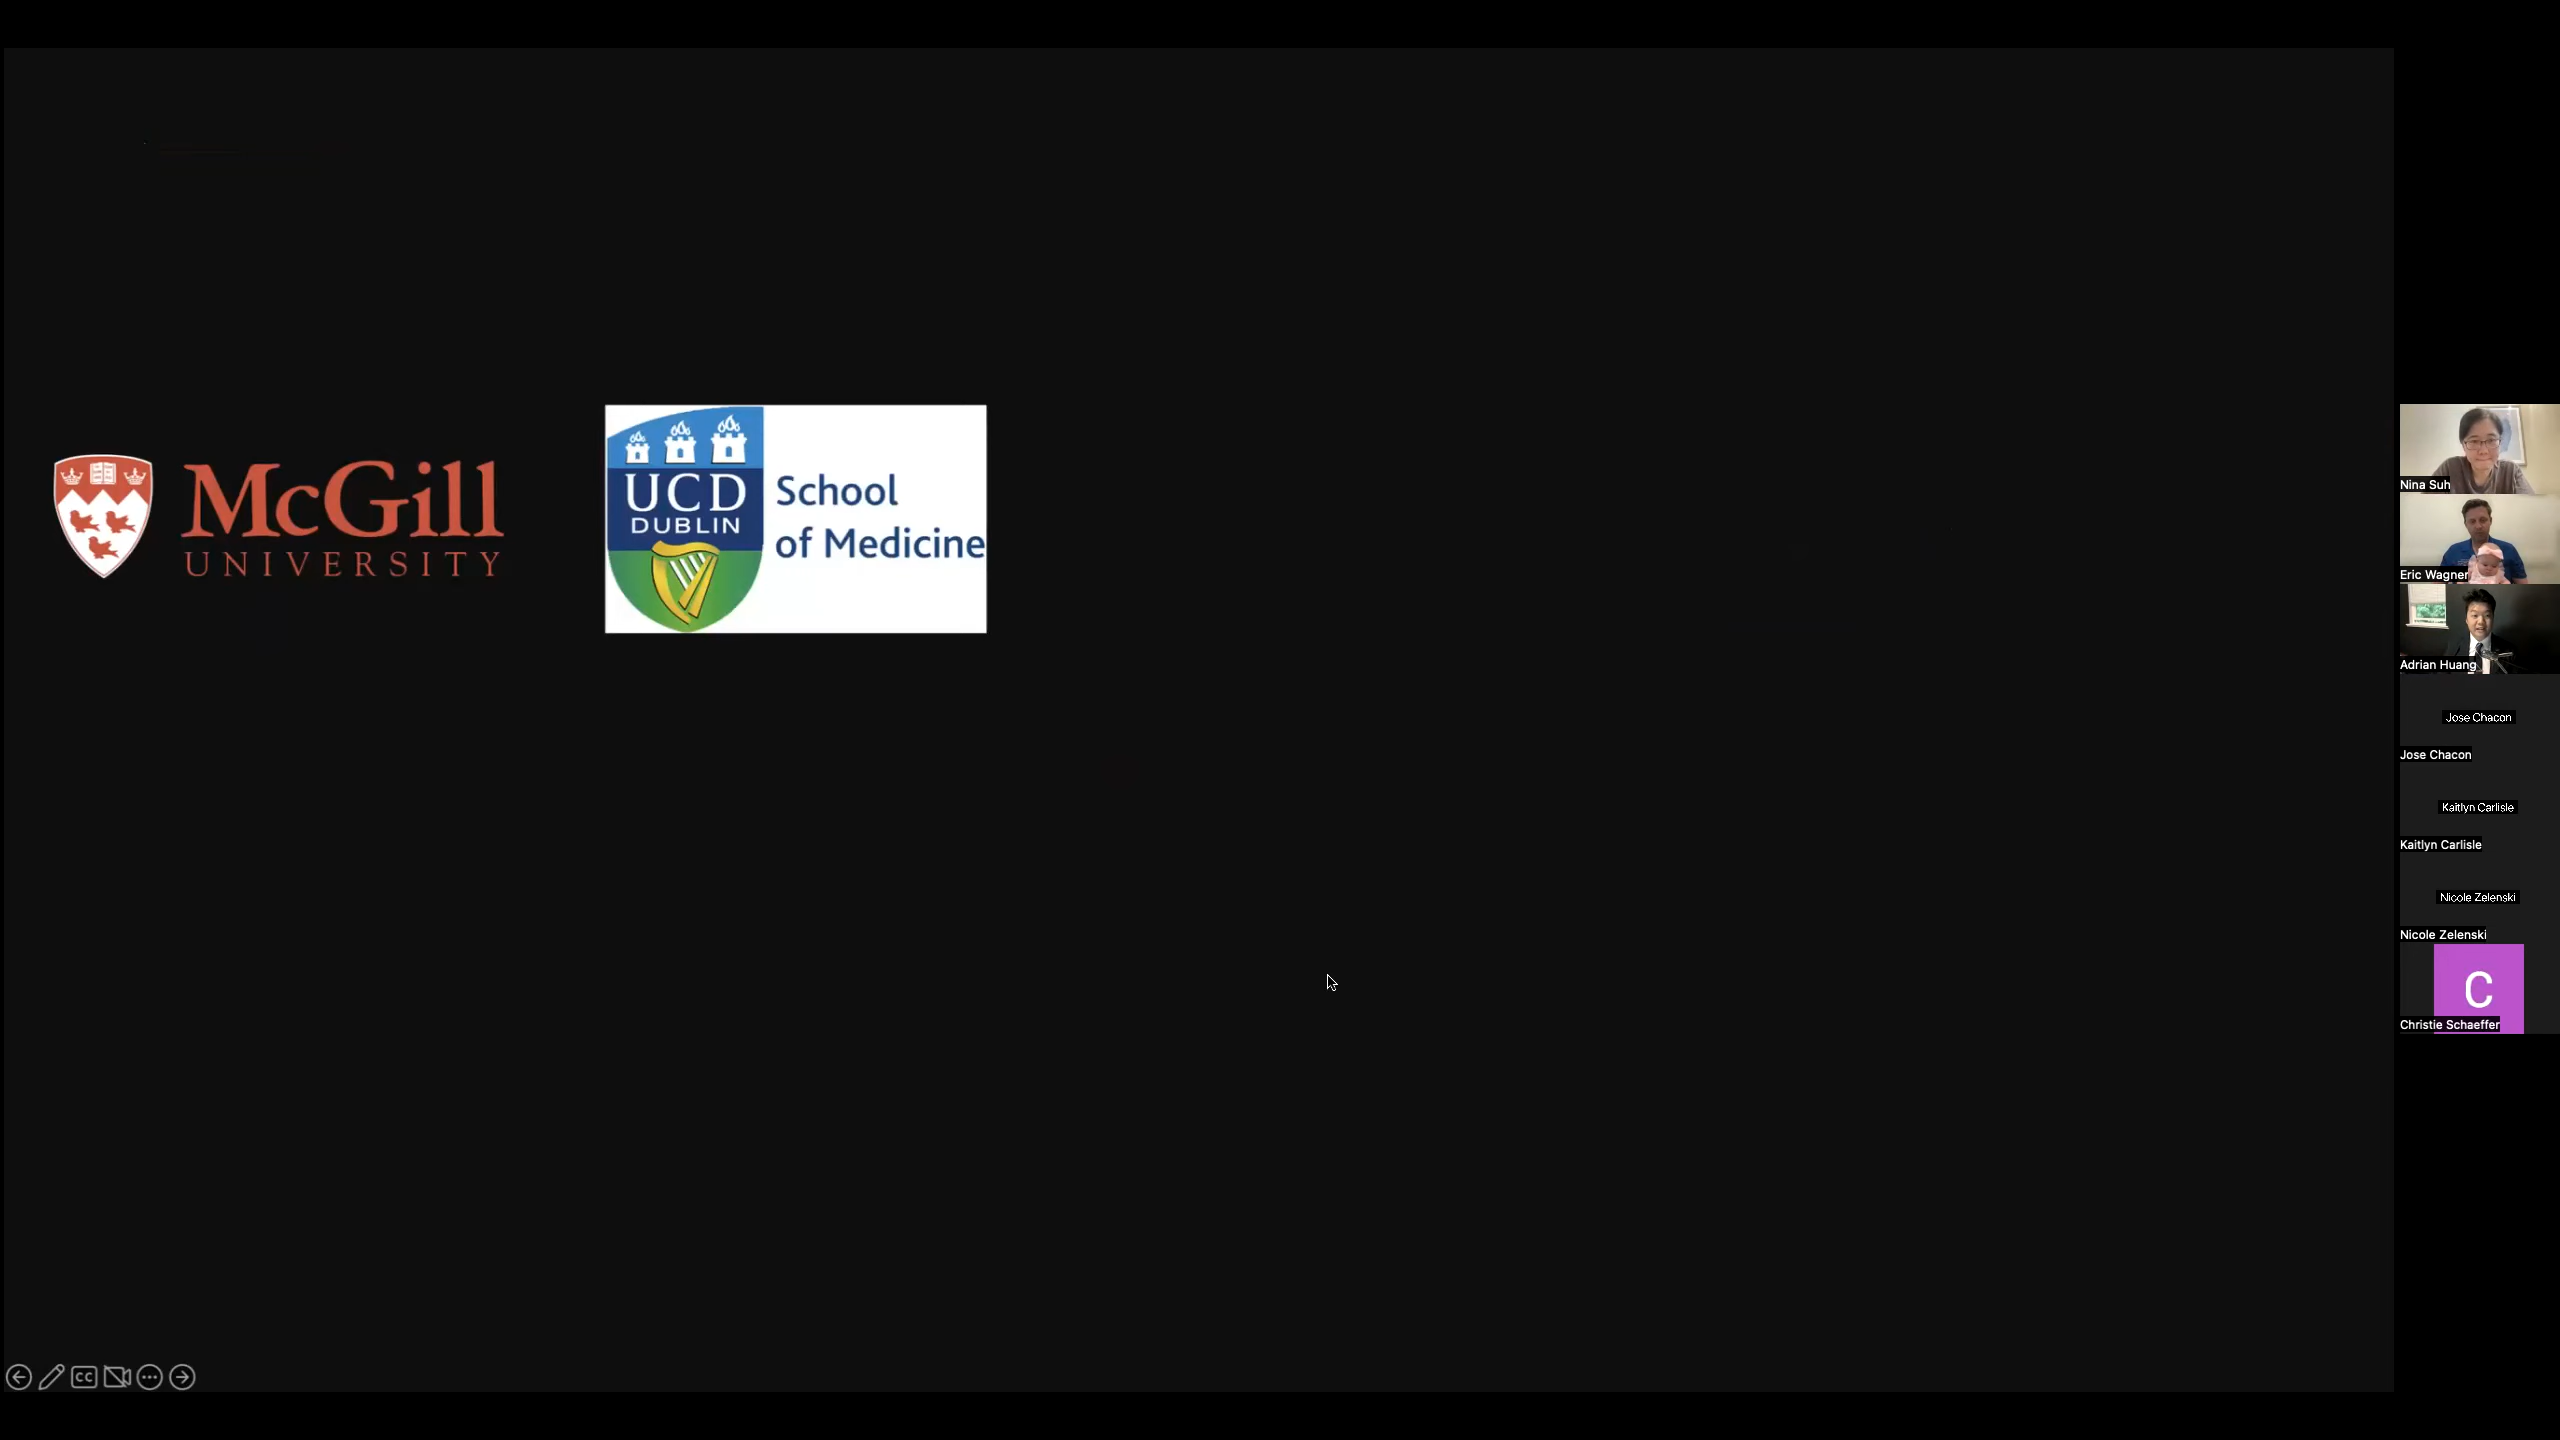 McGill
UNIVERSITY
UCD
DUBLIN
School
of Medicine
Nina Suh
Eric Wagner
Adrian Huang
Jose Chacon
Jose Chacon
Kaitlyn Carlisle
Kaitlyn Carlisle
Nicole Zelenski
Nicole Zelenski
C
Christie Schaeffer
CC